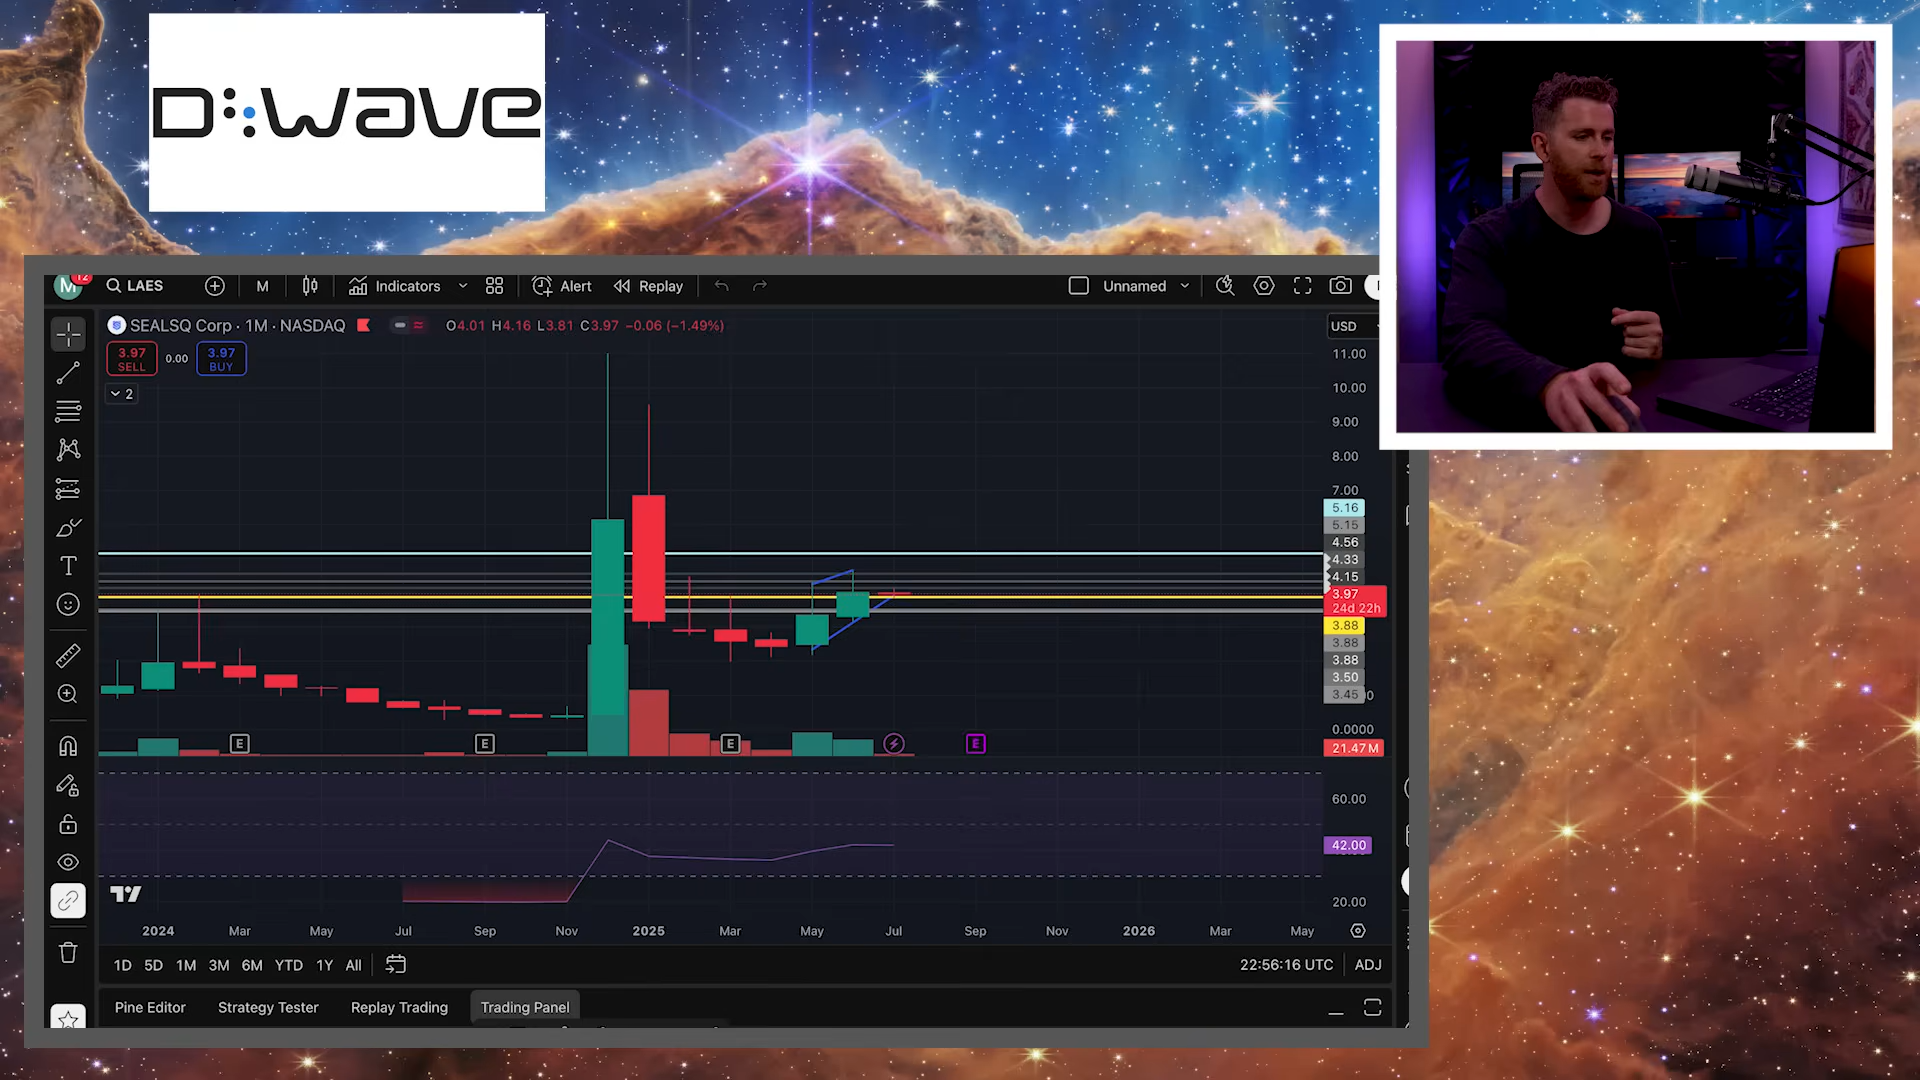 D::wave
M 12
LAES
M
Indicators
Alert
Replay
Unnamed
SEALSQ Corp · 1M · NASDAQ
O4.01 H4.16 L3.81 C3.97 −0.06 (−1.49%)
USD
3.97
SELL
0.00
3.97
BUY
2
11.00
10.00
9.00
8.00
7.00
5.16
5.15
4.56
4.33
4.15
3.97
24d 22h
3.88
3.88
3.88
3.50
3.45
0.0000
21.47 M
E
E
E
E
60.00
42.00
20.00
2024
Mar
May
Jul
Sep
Nov
2025
Mar
May
Jul
Sep
Nov
2026
Mar
May
1D 5D 1M 3M 6M YTD 1Y All
22:56:16 UTC
ADJ
Pine Editor
Strategy Tester
Replay Trading
Trading Panel